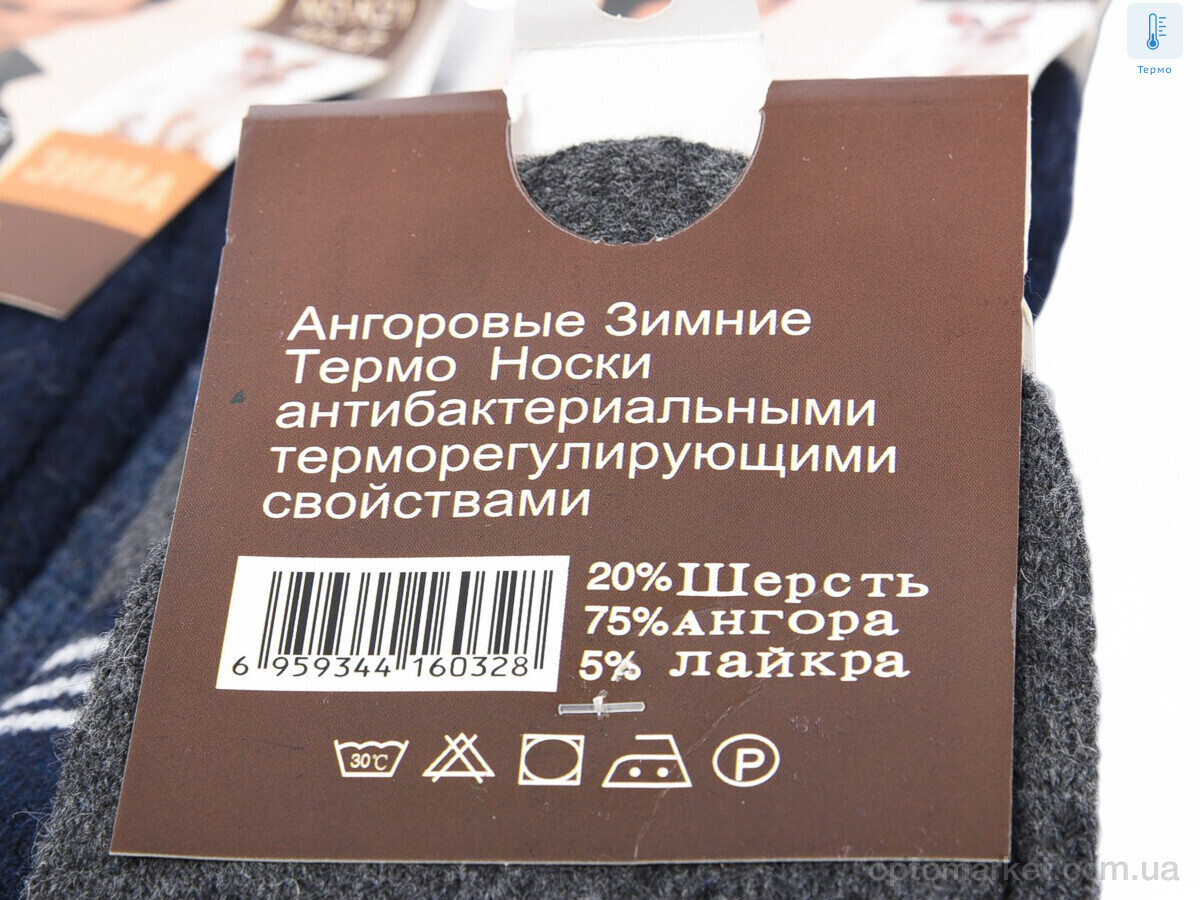 Термо
ЗИМА
Ангоровые Зимние
Термо Носки
антибактериальными
терморегулирующими
свойствами
20% Шерсть
75% Ангора
5% лайкра
6 959344 160328
30℃
P
optomarket.com.ua